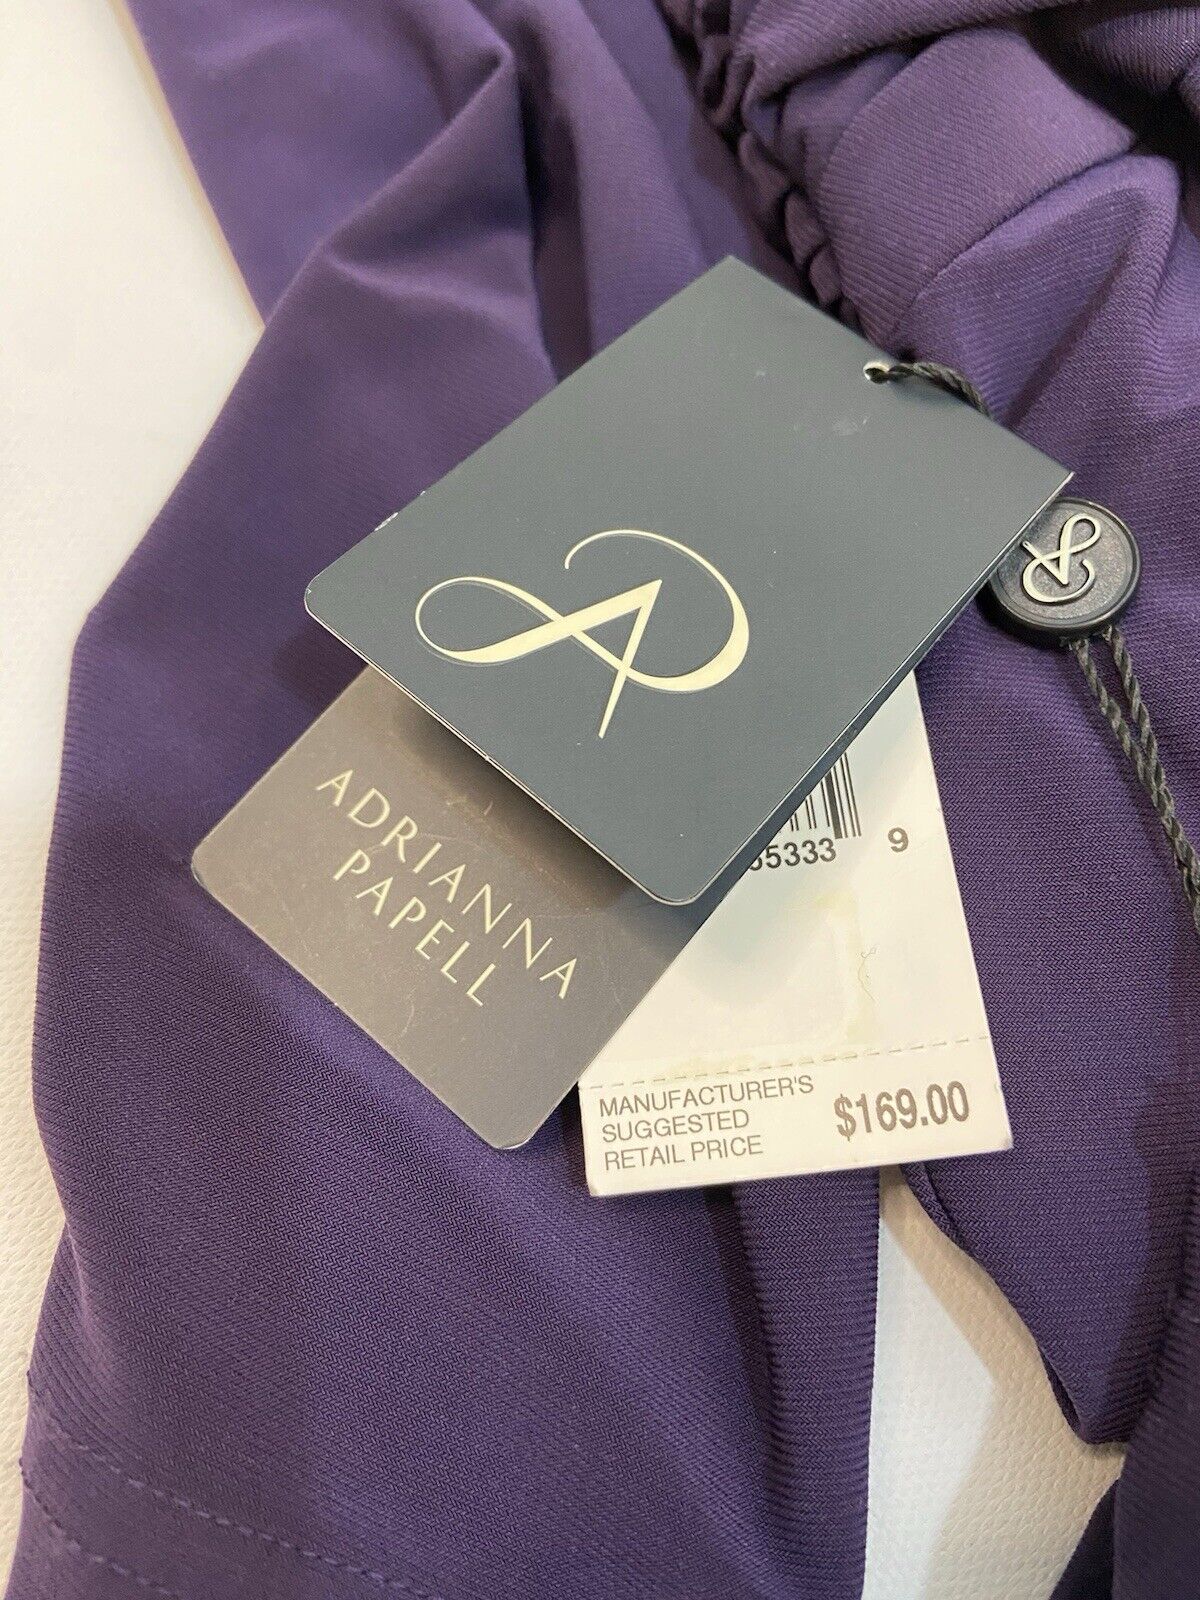 ADRIANNA
PAPELL
55333 9
MANUFACTURER'S
SUGGESTED
RETAIL PRICE
$169.00